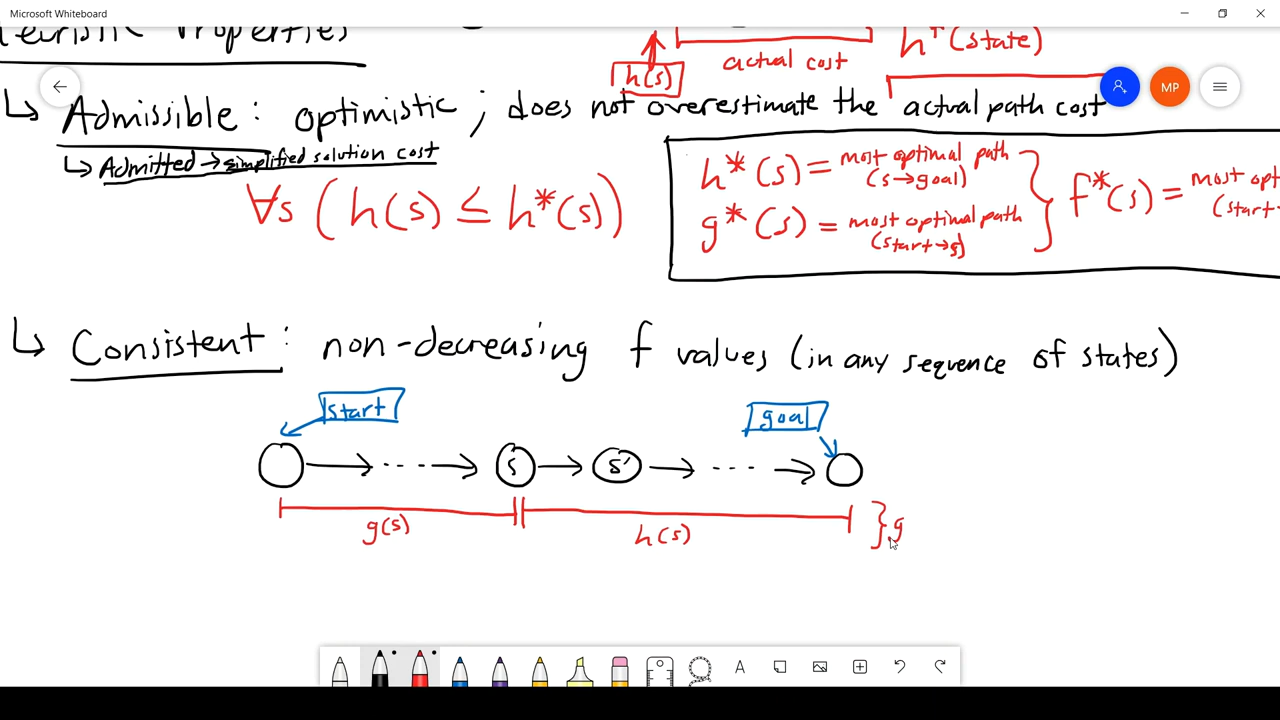 Microsoft Whiteboard
Properties
actual cost
h*(state)
h(s)
MP
↳ Admissible: optimistic ; does not overestimate the actual path cost
↳ Admitted → simplified solution cost
∀s (h(s) ≤ h*(s))
h*(s) = most optimal path
(s→goal)
g*(s) = most optimal path
(start→s)
f*(s) = most
(start→
↳ Consistent: non-decreasing f values (in any sequence of states)
start
goal
s
s'
g(s)
h(s)
} g
A